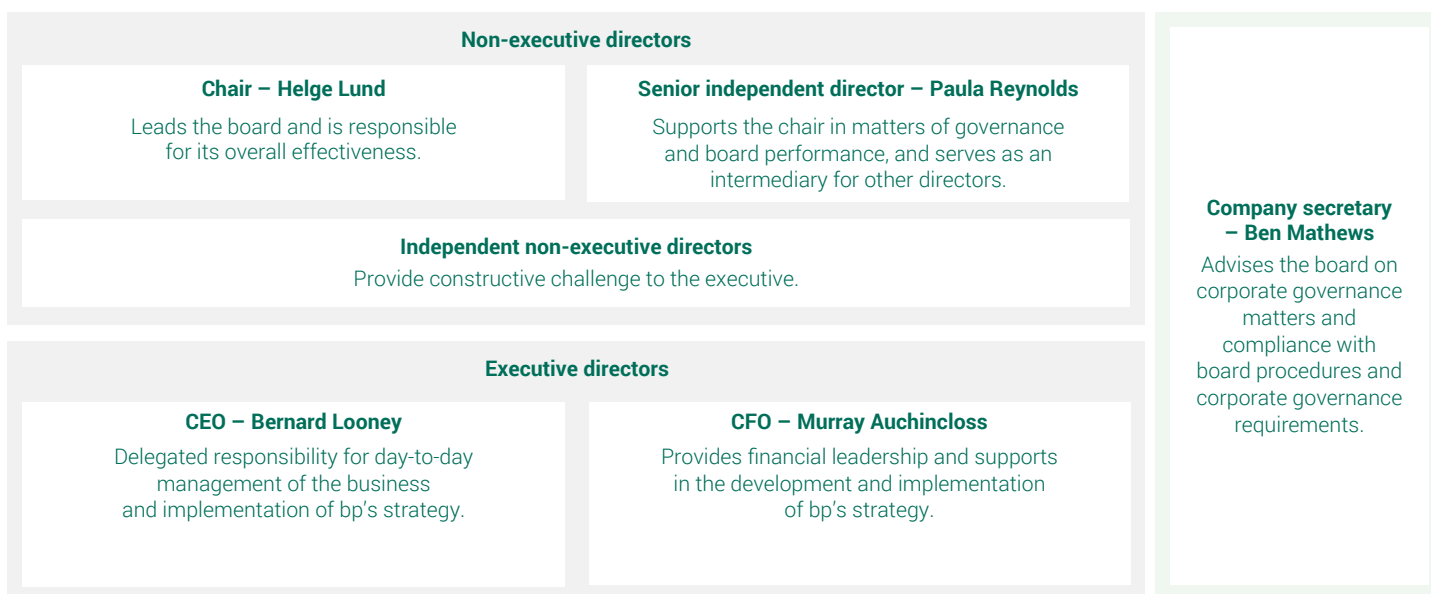 Non-executive directors
Chair – Helge Lund
Leads the board and is responsible
for its overall effectiveness.
Senior independent director – Paula Reynolds
Supports the chair in matters of governance
and board performance, and serves as an
intermediary for other directors.
Independent non-executive directors
Provide constructive challenge to the executive.
Executive directors
CEO – Bernard Looney
Delegated responsibility for day-to-day
management of the business
and implementation of bp’s strategy.
CFO – Murray Auchincloss
Provides financial leadership and supports
in the development and implementation
of bp’s strategy.
Company secretary
– Ben Mathews
Advises the board on
corporate governance
matters and
compliance with
board procedures and
corporate governance
requirements.